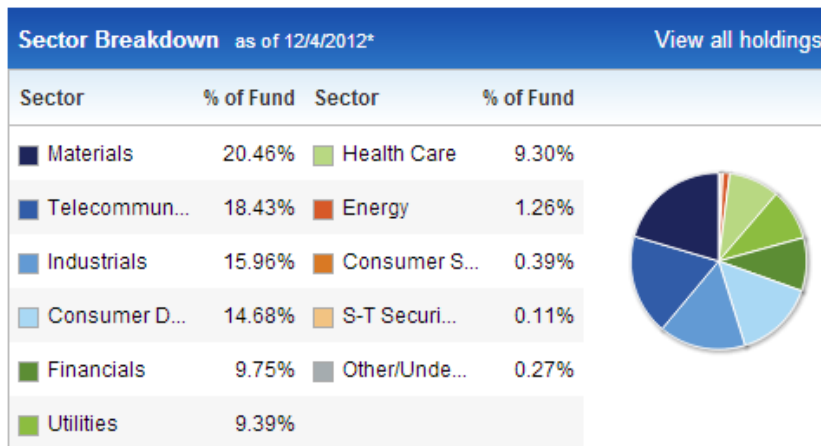 Sector Breakdown as of 12/4/2012* View all holdings
Sector % of Fund Sector % of Fund
Materials 20.46% Health Care 9.30%
Telecommun... 18.43% Energy 1.26%
Industrials 15.96% Consumer S... 0.39%
Consumer D... 14.68% S-T Securi... 0.11%
Financials 9.75% Other/Unde... 0.27%
Utilities 9.39%